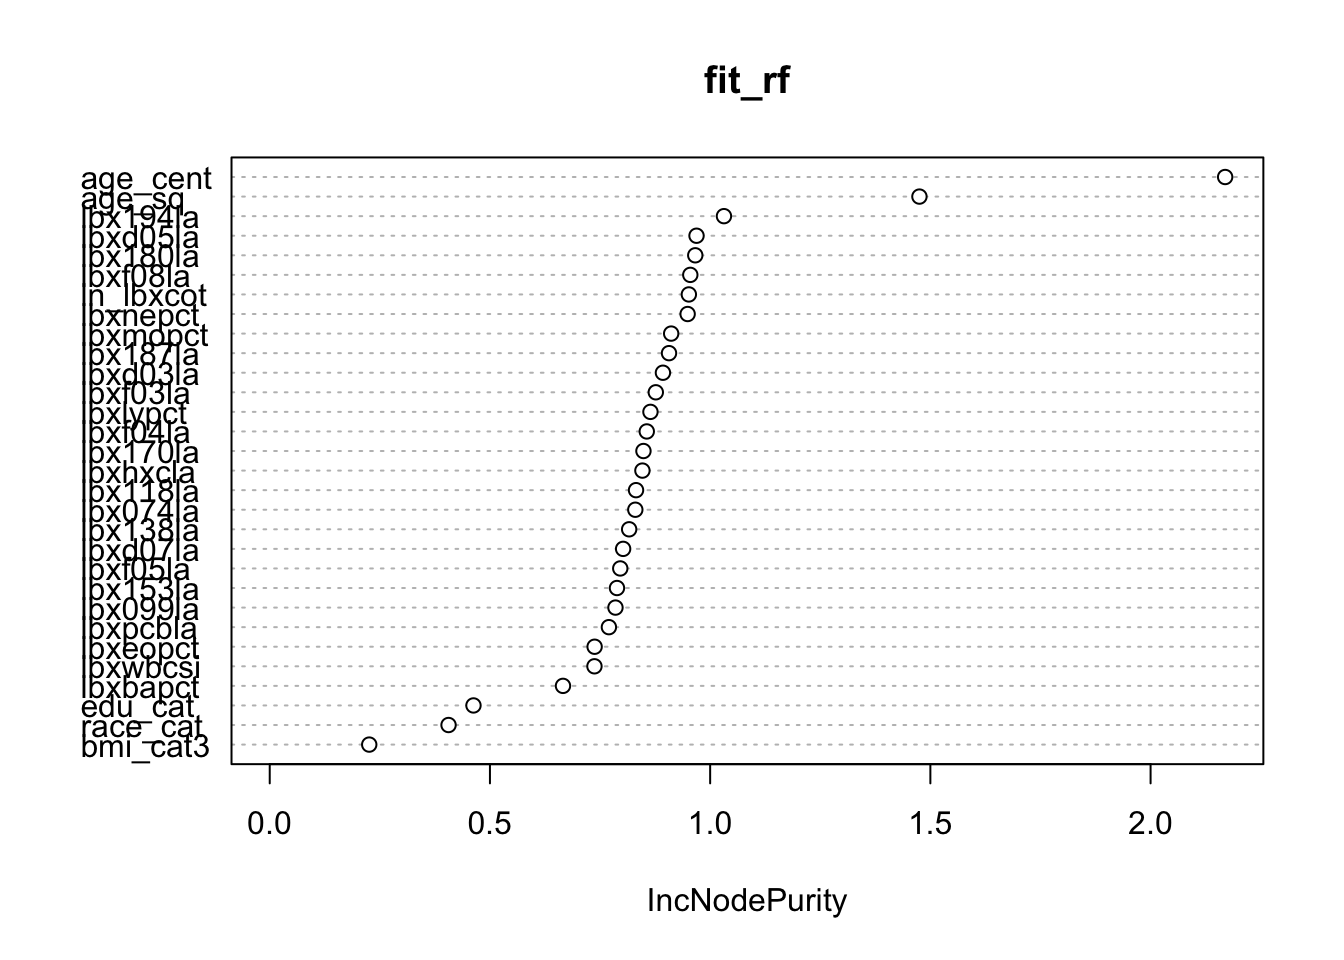 fit_rf
age_cent
age_sq
lbx194la
lbxd05la
lbx180la
lbxf08la
ln_lbxcot
lbxnepct
lbxmopct
lbx187la
lbxd03la
lbxf03la
lbxlypct
lbxf04la
lbx170la
lbxhxcla
lbx118la
lbx074la
lbx138la
lbxd07la
lbxf05la
lbx153la
lbx099la
lbxpcbla
lbxeopct
lbxwbcsi
lbxbapct
edu_cat
race_cat
bmi_cat3
0.0 0.5 1.0 1.5 2.0
IncNodePurity